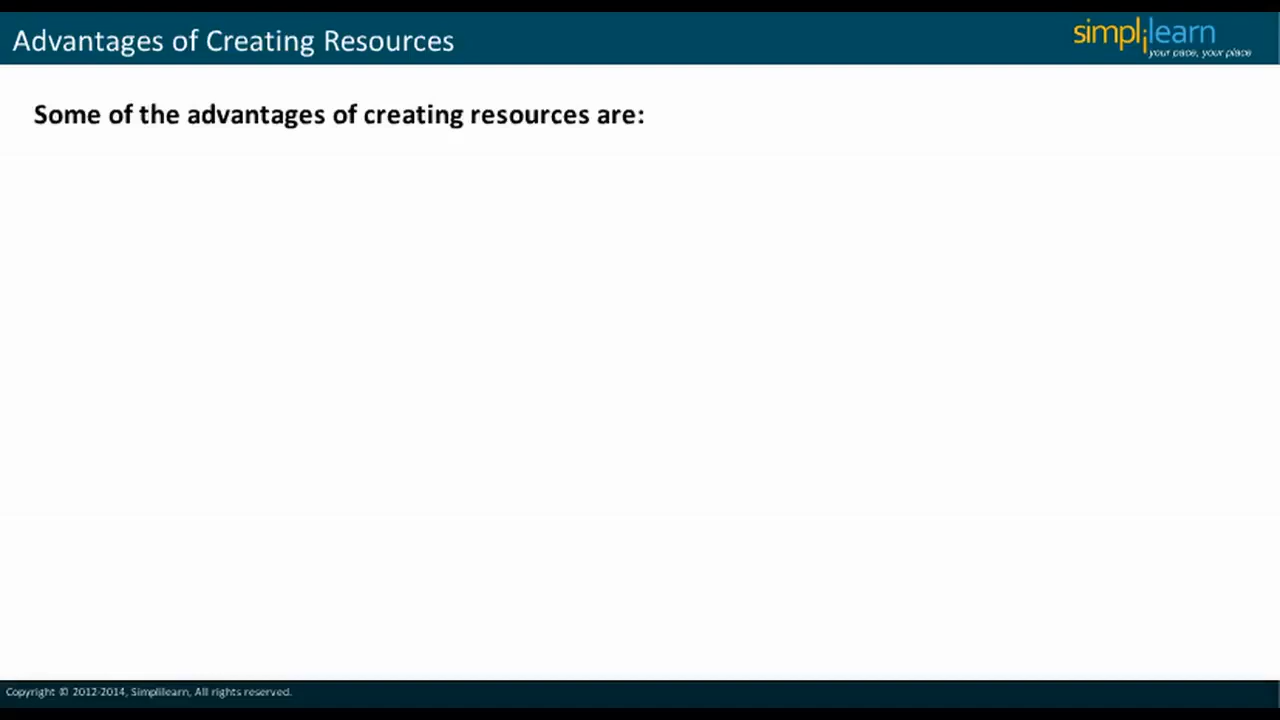 Advantages of Creating Resources
simplilearn
your pace, your place
Some of the advantages of creating resources are:
Copyright © 2012-2014, Simplilearn, All rights reserved.